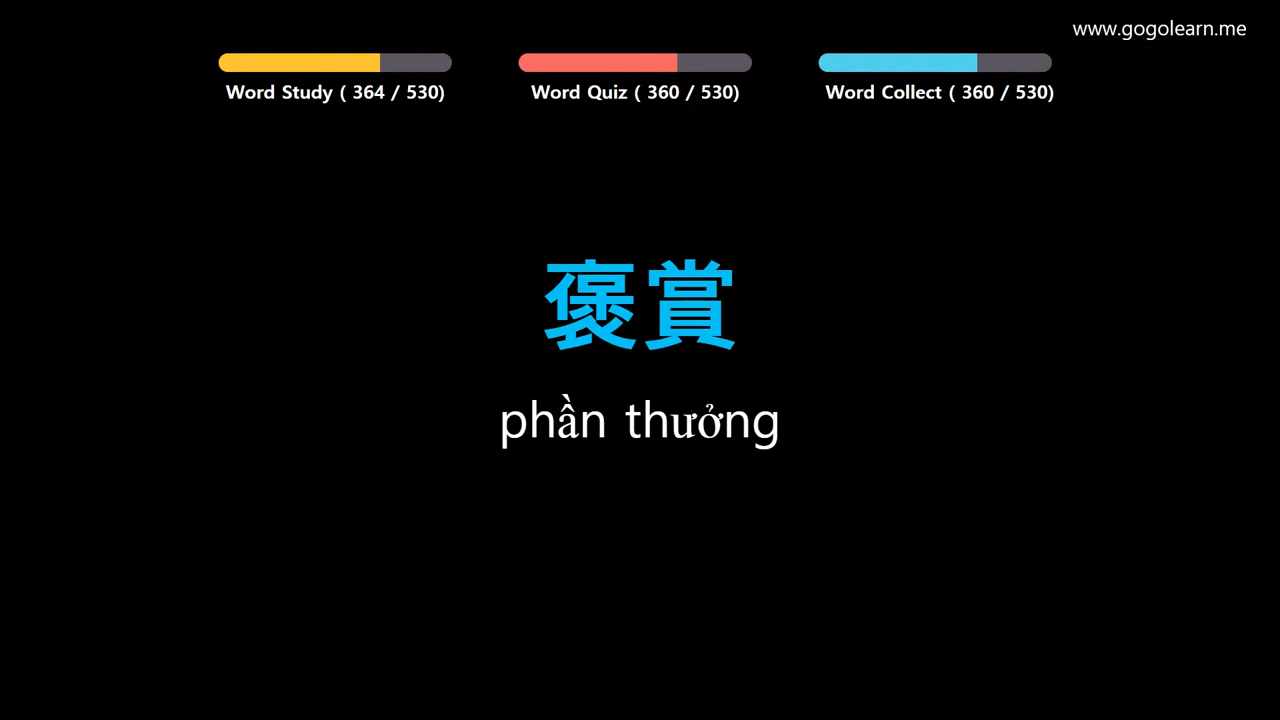 www.gogolearn.me
Word Study ( 364 / 530)
Word Quiz ( 360 / 530)
Word Collect ( 360 / 530)
褒賞
phần thưởng